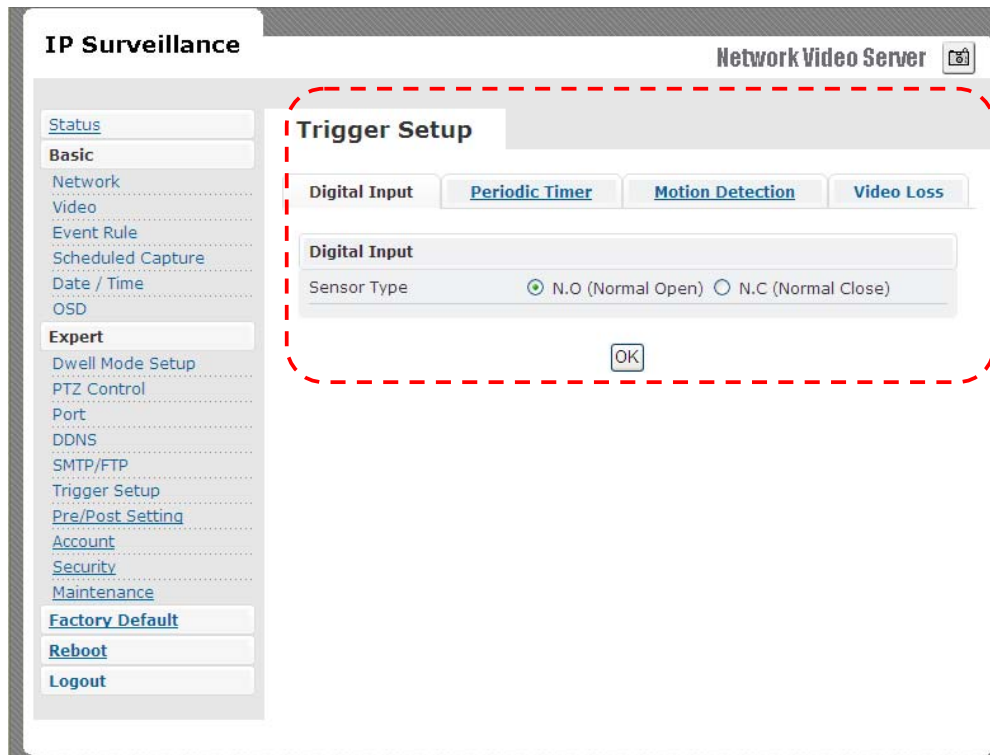 IP Surveillance
Network Video Server
Status
Basic
Network
Video
Event Rule
Scheduled Capture
Date / Time
OSD
Expert
Dwell Mode Setup
PTZ Control
Port
DDNS
SMTP/FTP
Trigger Setup
Pre/Post Setting
Account
Security
Maintenance
Factory Default
Reboot
Logout
Trigger Setup
Digital Input Periodic Timer Motion Detection Video Loss
Digital Input
Sensor Type N.O (Normal Open) N.C (Normal Close)
OK